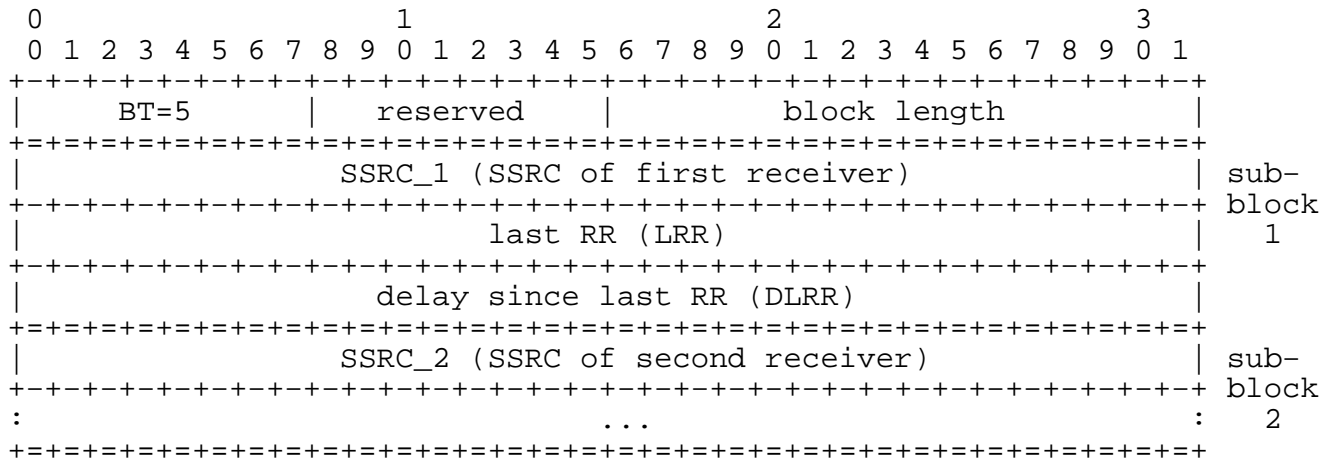 0                   1                   2                   3
 0 1 2 3 4 5 6 7 8 9 0 1 2 3 4 5 6 7 8 9 0 1 2 3 4 5 6 7 8 9 0 1
+-+-+-+-+-+-+-+-+-+-+-+-+-+-+-+-+-+-+-+-+-+-+-+-+-+-+-+-+-+-+-+-+
|     BT=5      |   reserved    |         block length          |
+=+=+=+=+=+=+=+=+=+=+=+=+=+=+=+=+=+=+=+=+=+=+=+=+=+=+=+=+=+=+=+=+
|                 SSRC_1 (SSRC of first receiver)               | sub-
+-+-+-+-+-+-+-+-+-+-+-+-+-+-+-+-+-+-+-+-+-+-+-+-+-+-+-+-+-+-+-+-+ block
|                         last RR (LRR)                         |   1
+-+-+-+-+-+-+-+-+-+-+-+-+-+-+-+-+-+-+-+-+-+-+-+-+-+-+-+-+-+-+-+-+
|                   delay since last RR (DLRR)                  |
+=+=+=+=+=+=+=+=+=+=+=+=+=+=+=+=+=+=+=+=+=+=+=+=+=+=+=+=+=+=+=+=+
|                 SSRC_2 (SSRC of second receiver)              | sub-
+-+-+-+-+-+-+-+-+-+-+-+-+-+-+-+-+-+-+-+-+-+-+-+-+-+-+-+-+-+-+-+-+ block
:                               ...                             :   2
+=+=+=+=+=+=+=+=+=+=+=+=+=+=+=+=+=+=+=+=+=+=+=+=+=+=+=+=+=+=+=+=+